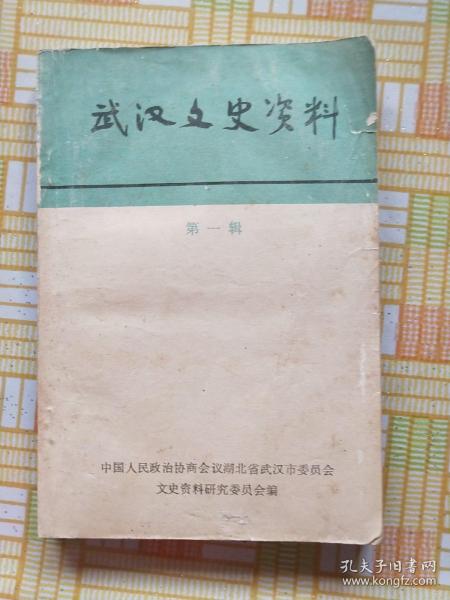 武汉文史资料
第一辑
中国人民政治协商会议湖北省武汉市委员会
文史资料研究委员会编
孔夫子旧书网
www.kongfz.com